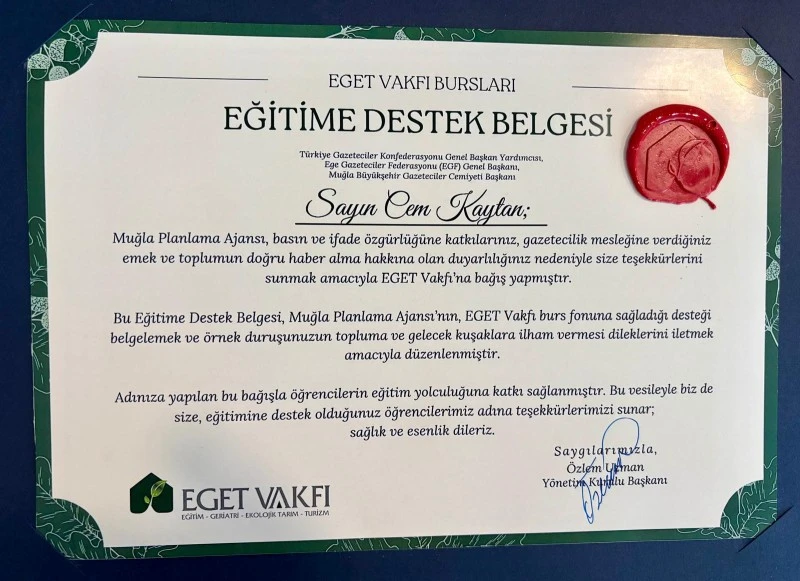 EGET VAKFI BURSLARI
EĞİTİME DESTEK BELGESİ
Türkiye Gazeteciler Konfederasyonu Genel Başkan Yardımcısı,
Ege Gazeteciler Federasyonu (EGF) Genel Başkanı,
Muğla Büyükşehir Gazeteciler Cemiyeti Başkanı
Sayın Cem Kaytan;
Muğla Planlama Ajansı, basın ve ifade özgürlüğüne katkılarınız, gazetecilik mesleğine verdiğiniz
emek ve toplumun doğru haber alma hakkına olan duyarlılığınız nedeniyle size teşekkürlerini
sunmak amacıyla EGET Vakfı'na bağış yapmıştır.
Bu Eğitime Destek Belgesi, Muğla Planlama Ajansı'nın, EGET Vakfı burs fonuna sağladığı desteği
belgelemek ve örnek duruşunuzun topluma ve gelecek kuşaklara ilham vermesi dileklerini iletmek
amacıyla düzenlenmiştir.
Adınıza yapılan bu bağışla öğrencilerin eğitim yolculuğuna katkı sağlanmıştır. Bu vesileyle biz de
size, eğitimine destek olduğunuz öğrencilerimiz adına teşekkürlerimizi sunar;
sağlık ve esenlik dileriz.
Saygılarımızla,
Özlem
Yönetim Kurulu Başkanı
EGET VAKFI
EĞİTİM - GERİATRİ - EKOLOJİK TARIM - TURİZM